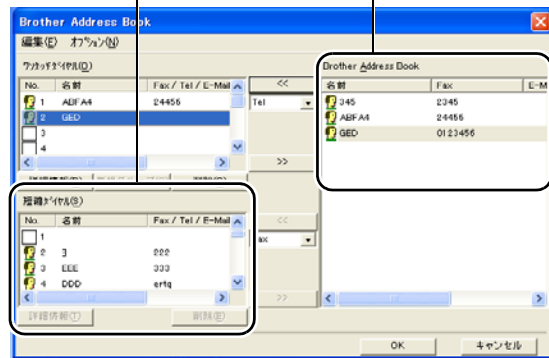 Brother Address Book
編集(E) オプション(N)
ワンタッチダイヤル(O)
No. 名前 Fax / Tel / E-Mail
1 ABFA4 24456
2 GED
3
4
<<
Tel
>>
Brother Address Book
名前 Fax E-M
345 2345
ABFA4 24456
GED 0123456
短縮ダイヤル(S)
No. 名前 Fax / Tel / E-Mail
1
2 ] 222
3 EEE 333
4 DDD ertq
<<
>>
詳細情報(T) 削除(E)
OK キャンセル